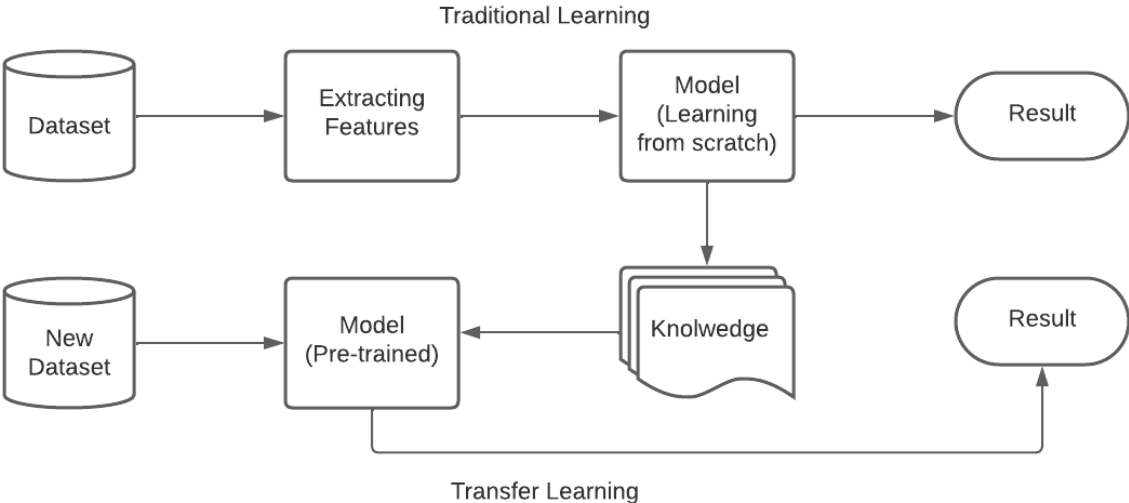 Traditional Learning
Dataset
Extracting
Features
Model
(Learning
from scratch)
Result
New
Dataset
Model
(Pre-trained)
Knolwedge
Result
Transfer Learning